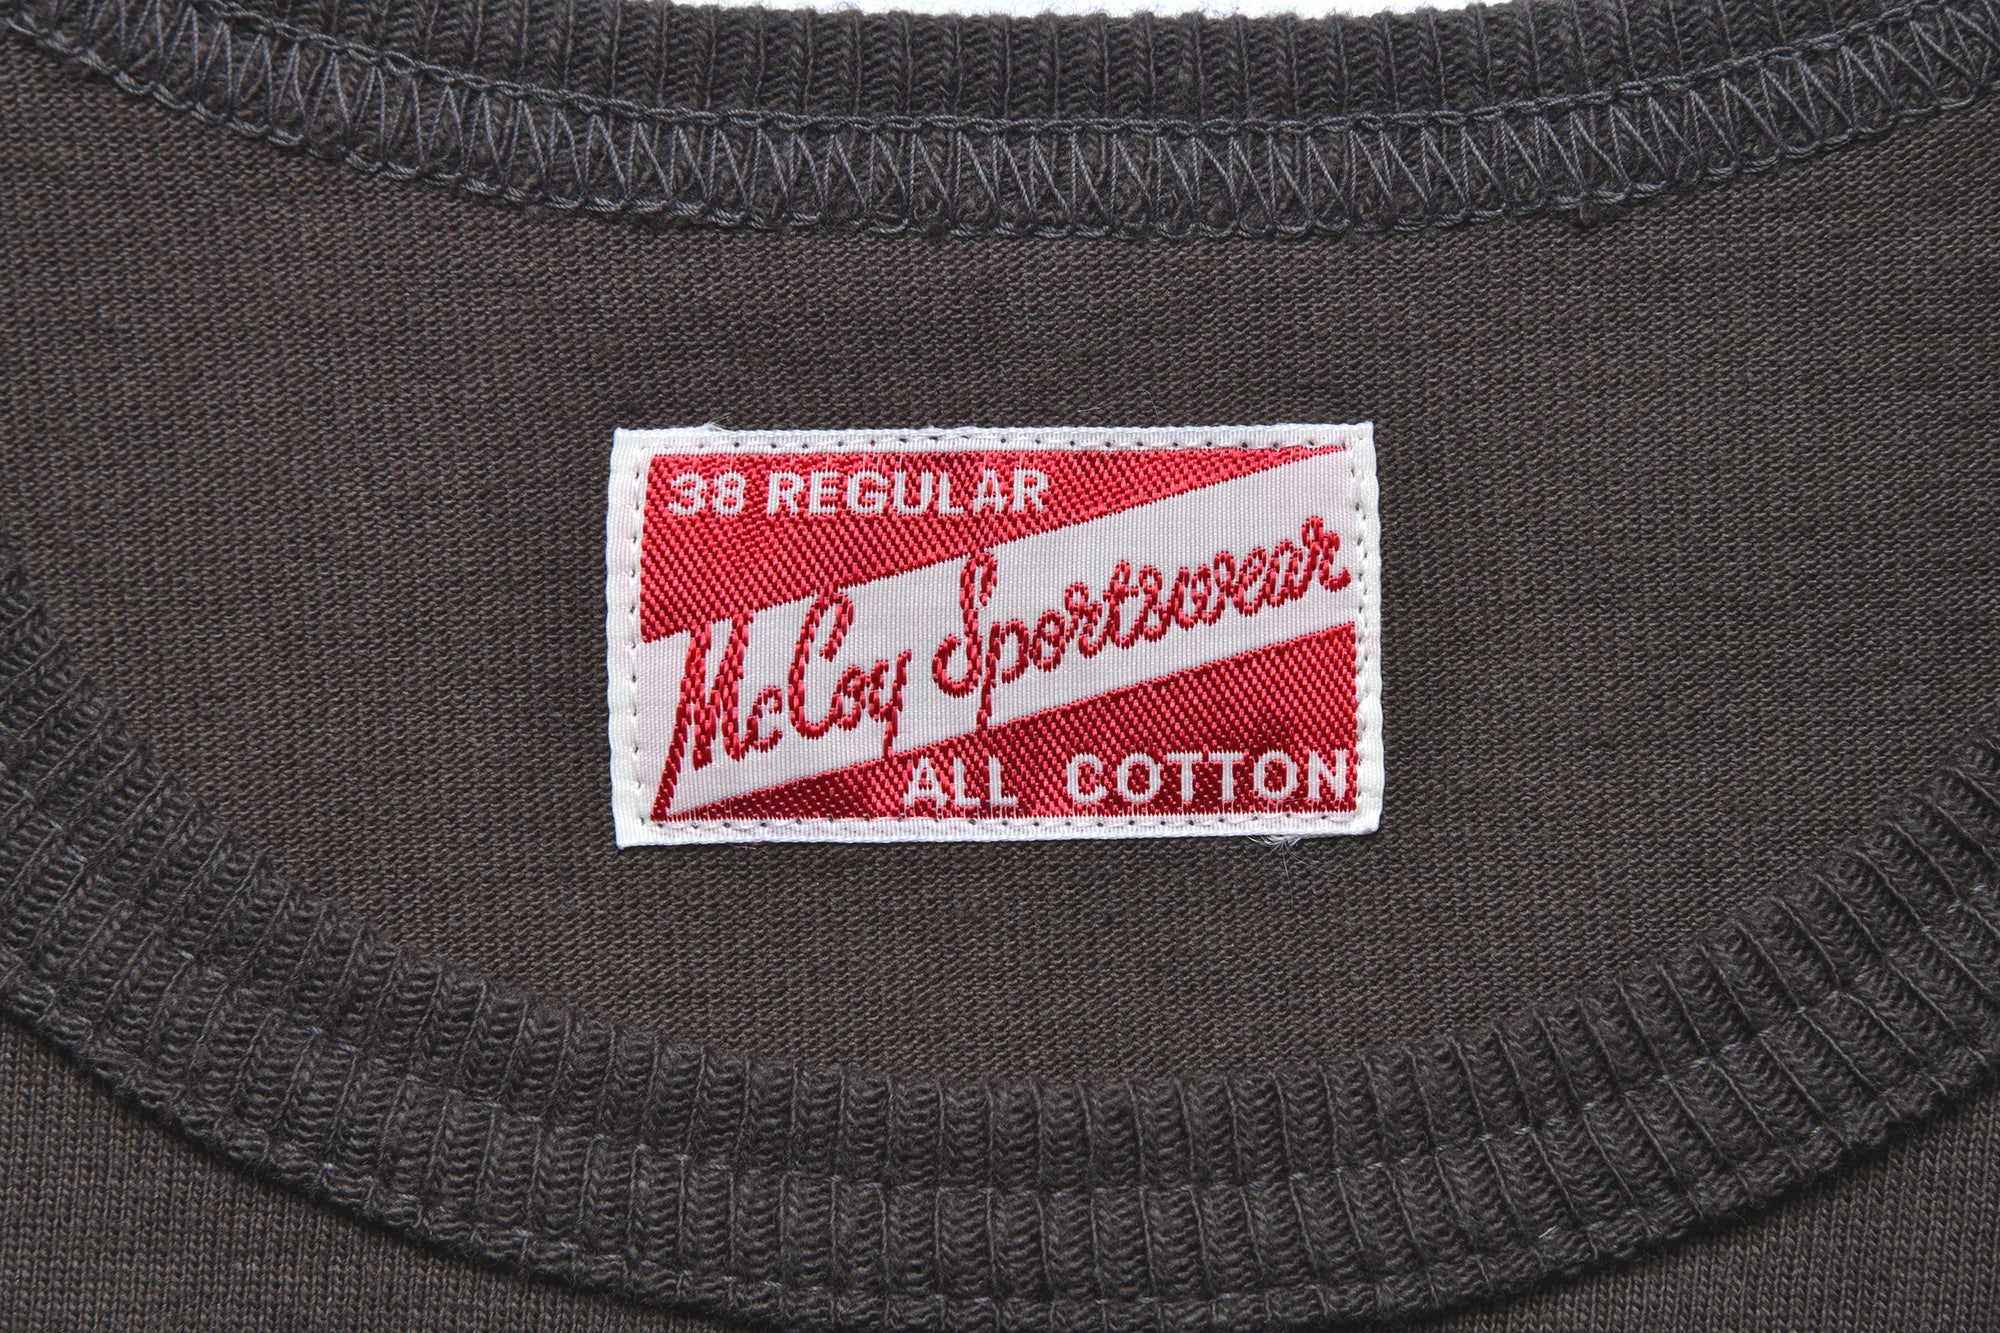 38 REGULAR
McCoy Sportswear
ALL COTTON